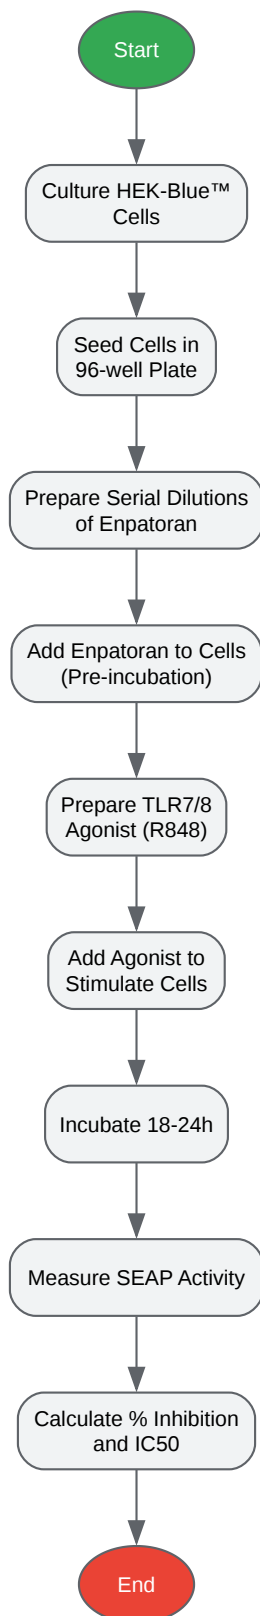 Start
Culture HEK-Blue™
Cells
Seed Cells in
96-well Plate
Prepare Serial Dilutions
of Enpatoran
Add Enpatoran to Cells
(Pre-incubation)
Prepare TLR7/8
Agonist (R848)
Add Agonist to
Stimulate Cells
Incubate 18-24h
Measure SEAP Activity
Calculate % Inhibition
and IC50
End